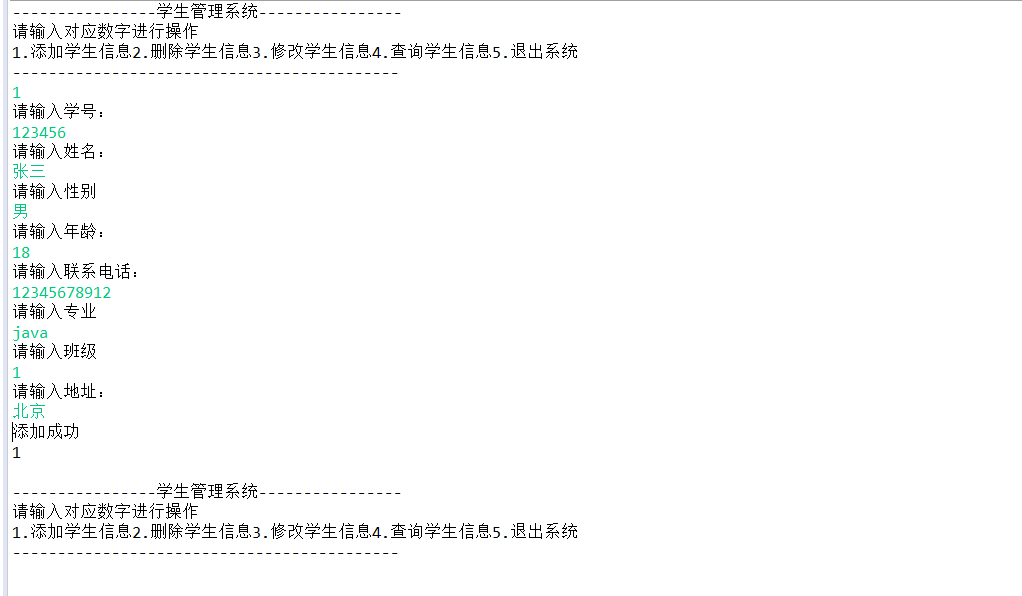 ----------------学生管理系统----------------
请输入对应数字进行操作
1.添加学生信息2.删除学生信息3.修改学生信息4.查询学生信息5.退出系统
-------------------------------------------
1
请输入学号:
123456
请输入姓名:
张三
请输入性别
男
请输入年龄:
18
请输入联系电话:
12345678912
请输入专业
java
请输入班级
1
请输入地址:
北京
添加成功
1
----------------学生管理系统----------------
请输入对应数字进行操作
1.添加学生信息2.删除学生信息3.修改学生信息4.查询学生信息5.退出系统
-------------------------------------------